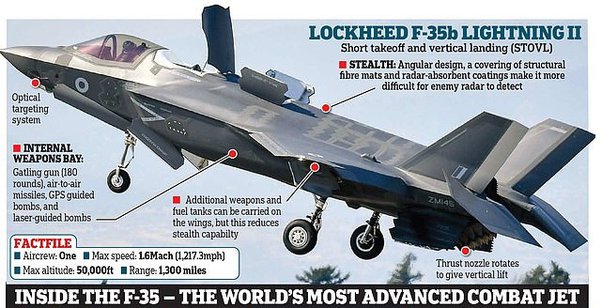 LOCKHEED F-35b LIGHTNING II
Short takeoff and vertical landing (STOVL)
STEALTH: Angular design, a covering of structural
fibre mats and radar-absorbent coatings make it more
difficult for enemy radar to detect
Optical
targeting
system
INTERNAL
WEAPONS BAY:
Gatling gun (180
rounds), air-to-air
missiles, GPS guided
bombs, and
laser-guided bombs
Additional weapons and
fuel tanks can be carried on
the wings, but this reduces
stealth capabilty
ZM145
Thrust nozzle rotates
to give vertical lift
FACTFILE
Aircrew: One Max speed: 1.6Mach (1,217.3mph)
Max altitude: 50,000ft Range: 1,300 miles
INSIDE THE F-35 – THE WORLD'S MOST ADVANCED COMBAT JET